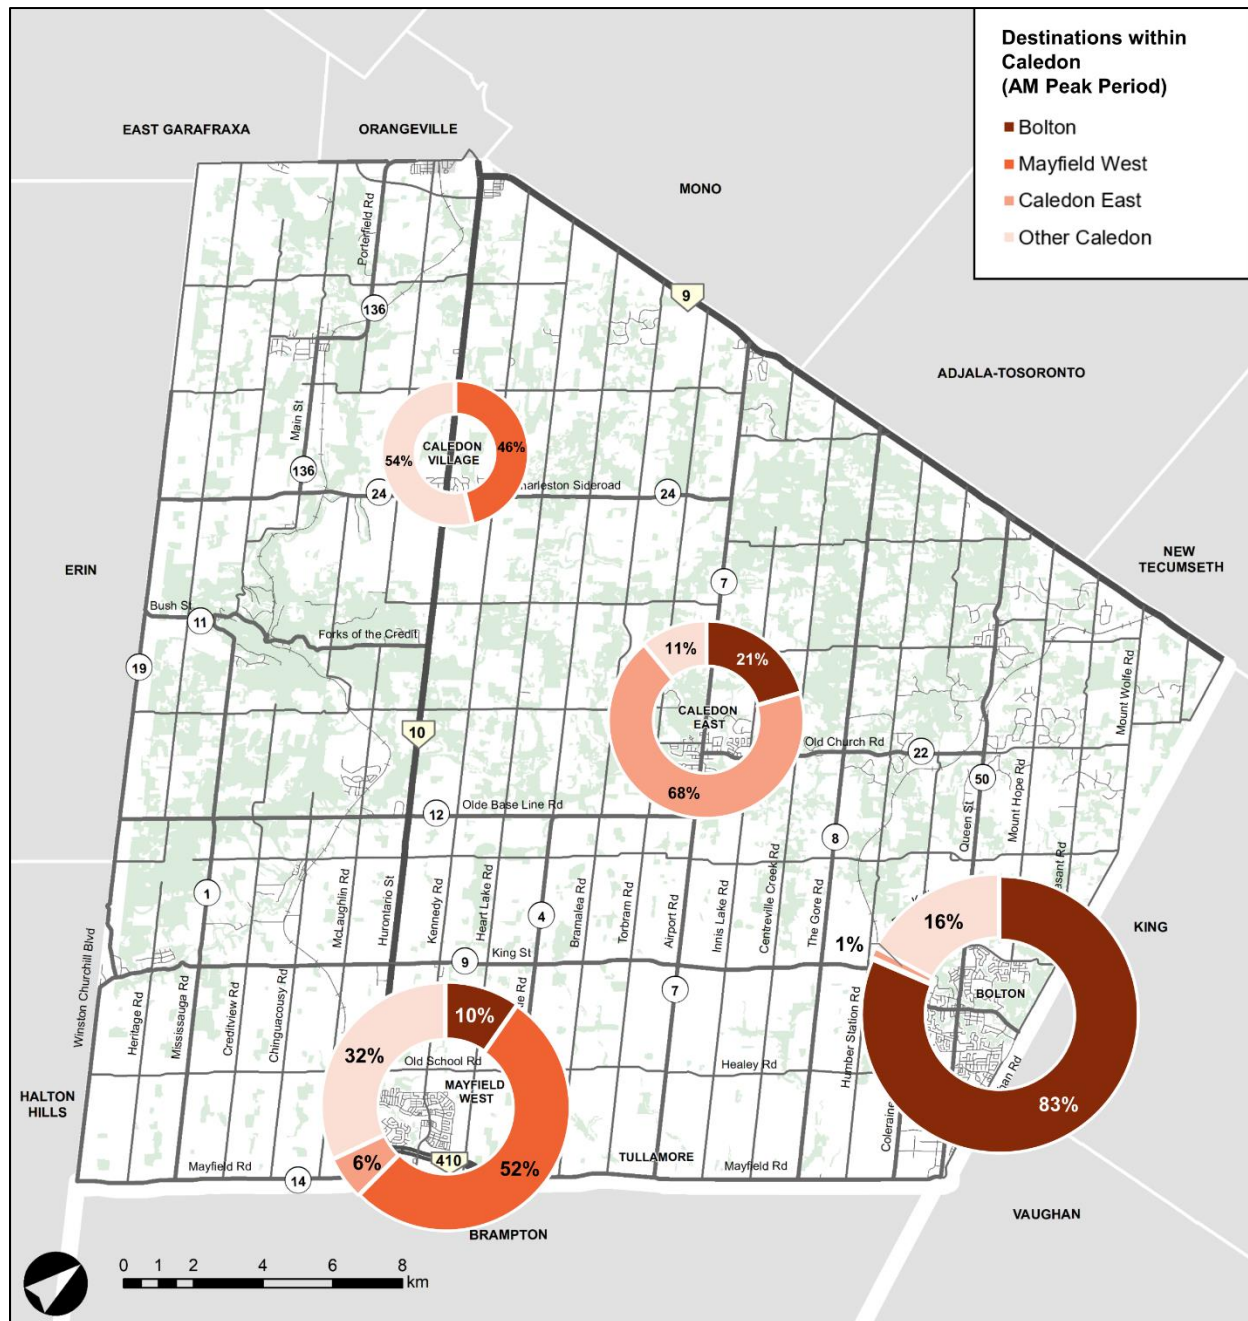 Destinations within
Caledon
(AM Peak Period)
Bolton
Mayfield West
Caledon East
Other Caledon
EAST GARAFRAXA
ORANGEVILLE
MONO
Porterfield Rd
136
9
ADJALA-TOSORONTO
Main St
CALEDON
VILLAGE
46%
54%
136
24
harleston Sideroad
24
NEW
TECUMSETH
ERIN
7
Bush St
11
Forks of the Credit
19
11%
21%
CALEDON
EAST
68%
Mount Wolfe Rd
10
Old Church Rd
22
50
Queen St
Mount Hope Rd
12
Olde Base Line Rd
8
1
McLaughlin Rd
Hurontario St
Kennedy Rd
Heart Lake Rd
4
Bramalea Rd
Torbram Rd
Airport Rd
Innis Lake Rd
Centreville Creek Rd
The Gore Rd
asant Rd
KING
1%
16%
BOLTON
83%
King St
9
7
Winston Churchill Blvd
Heritage Rd
Mississauga Rd
Creditview Rd
Chinguacousy Rd
ue Rd
Humber Station Rd
Coleraine
han Rd
10%
32%
Old School Rd
MAYFIELD
WEST
Healey Rd
HALTON
HILLS
6%
410
52%
TULLAMORE
Mayfield Rd
Mayfield Rd
14
BRAMPTON
VAUGHAN
0 1 2 4 6 8
km